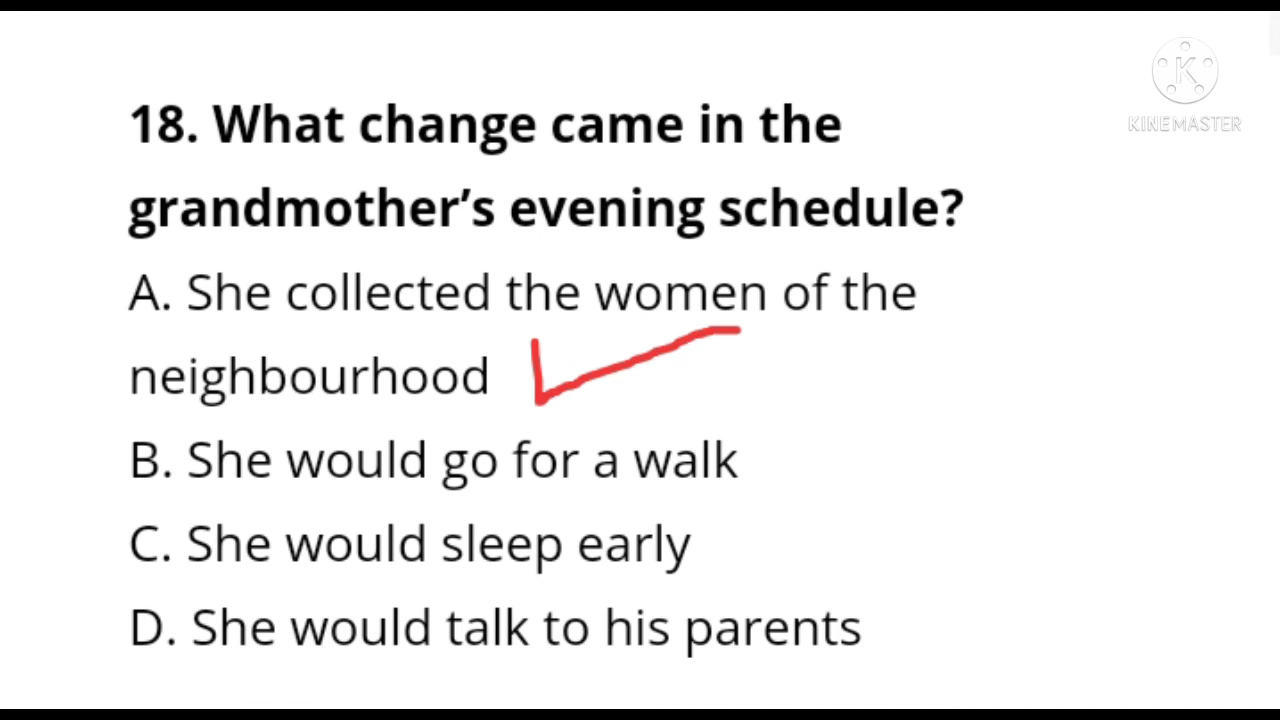 KINEMASTER
18. What change came in the
grandmother’s evening schedule?
A. She collected the women of the
neighbourhood
B. She would go for a walk
C. She would sleep early
D. She would talk to his parents